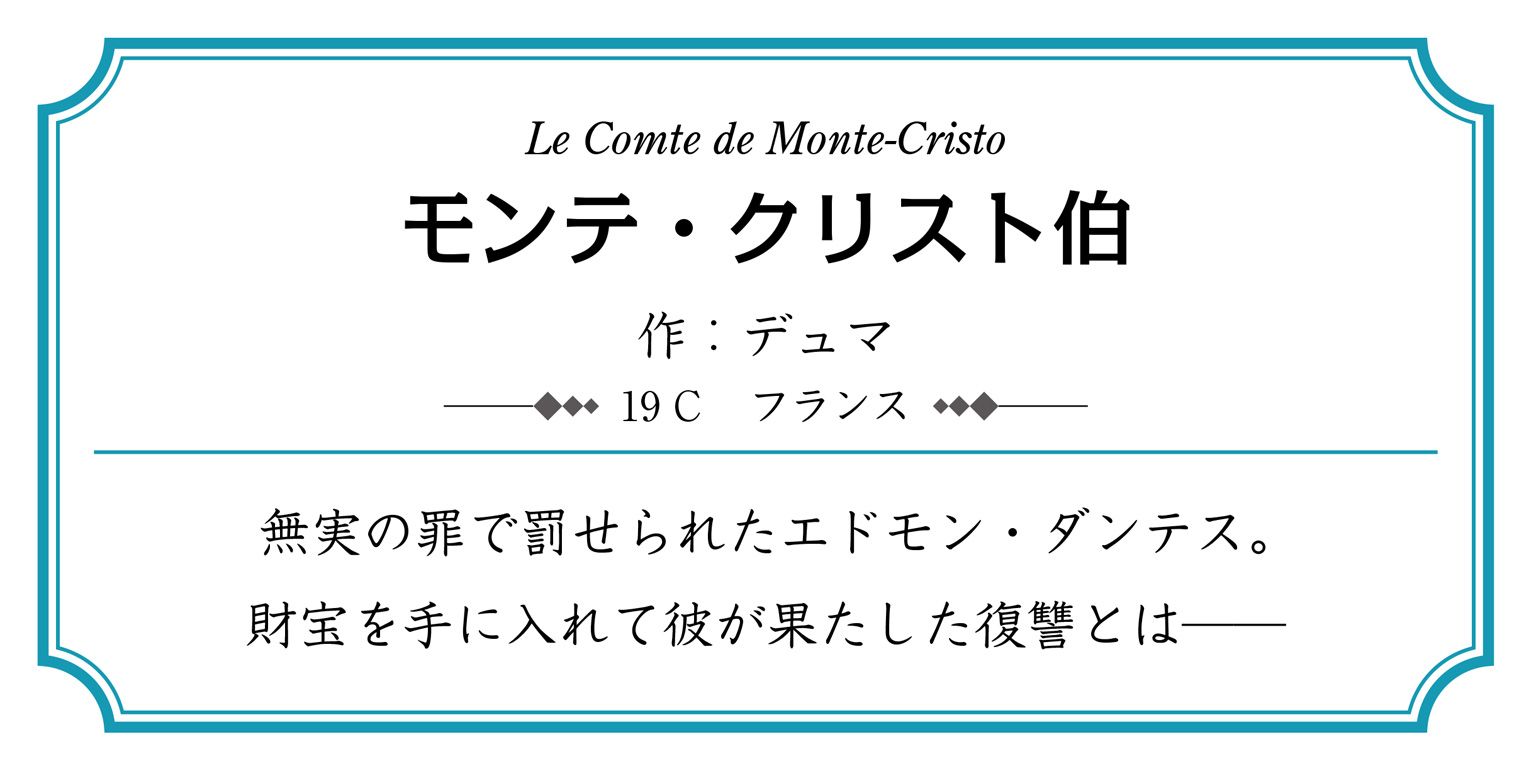 Le Comte de Monte-Cristo
モンテ・クリスト伯
作：デュマ
19 C　フランス
無実の罪で罰せられたエドモン・ダンテス。
財宝を手に入れて彼が果たした復讐とは――